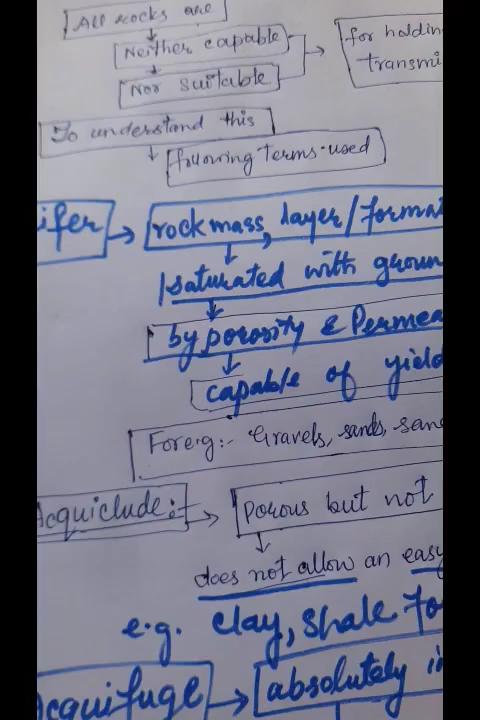 All rocks are
Neither capable
Nor suitable
for holdin
transmi
To understand this
following terms used
ifer → rockmass, layer/forma
saturated with groun
by porosity & Permea
capable of yield
For e.g:- Gravels, sands, san
Acquiclude:- → Porous but not
does not allow an easy
e.g. clay, shale fo
Acquifuge → absolutely i